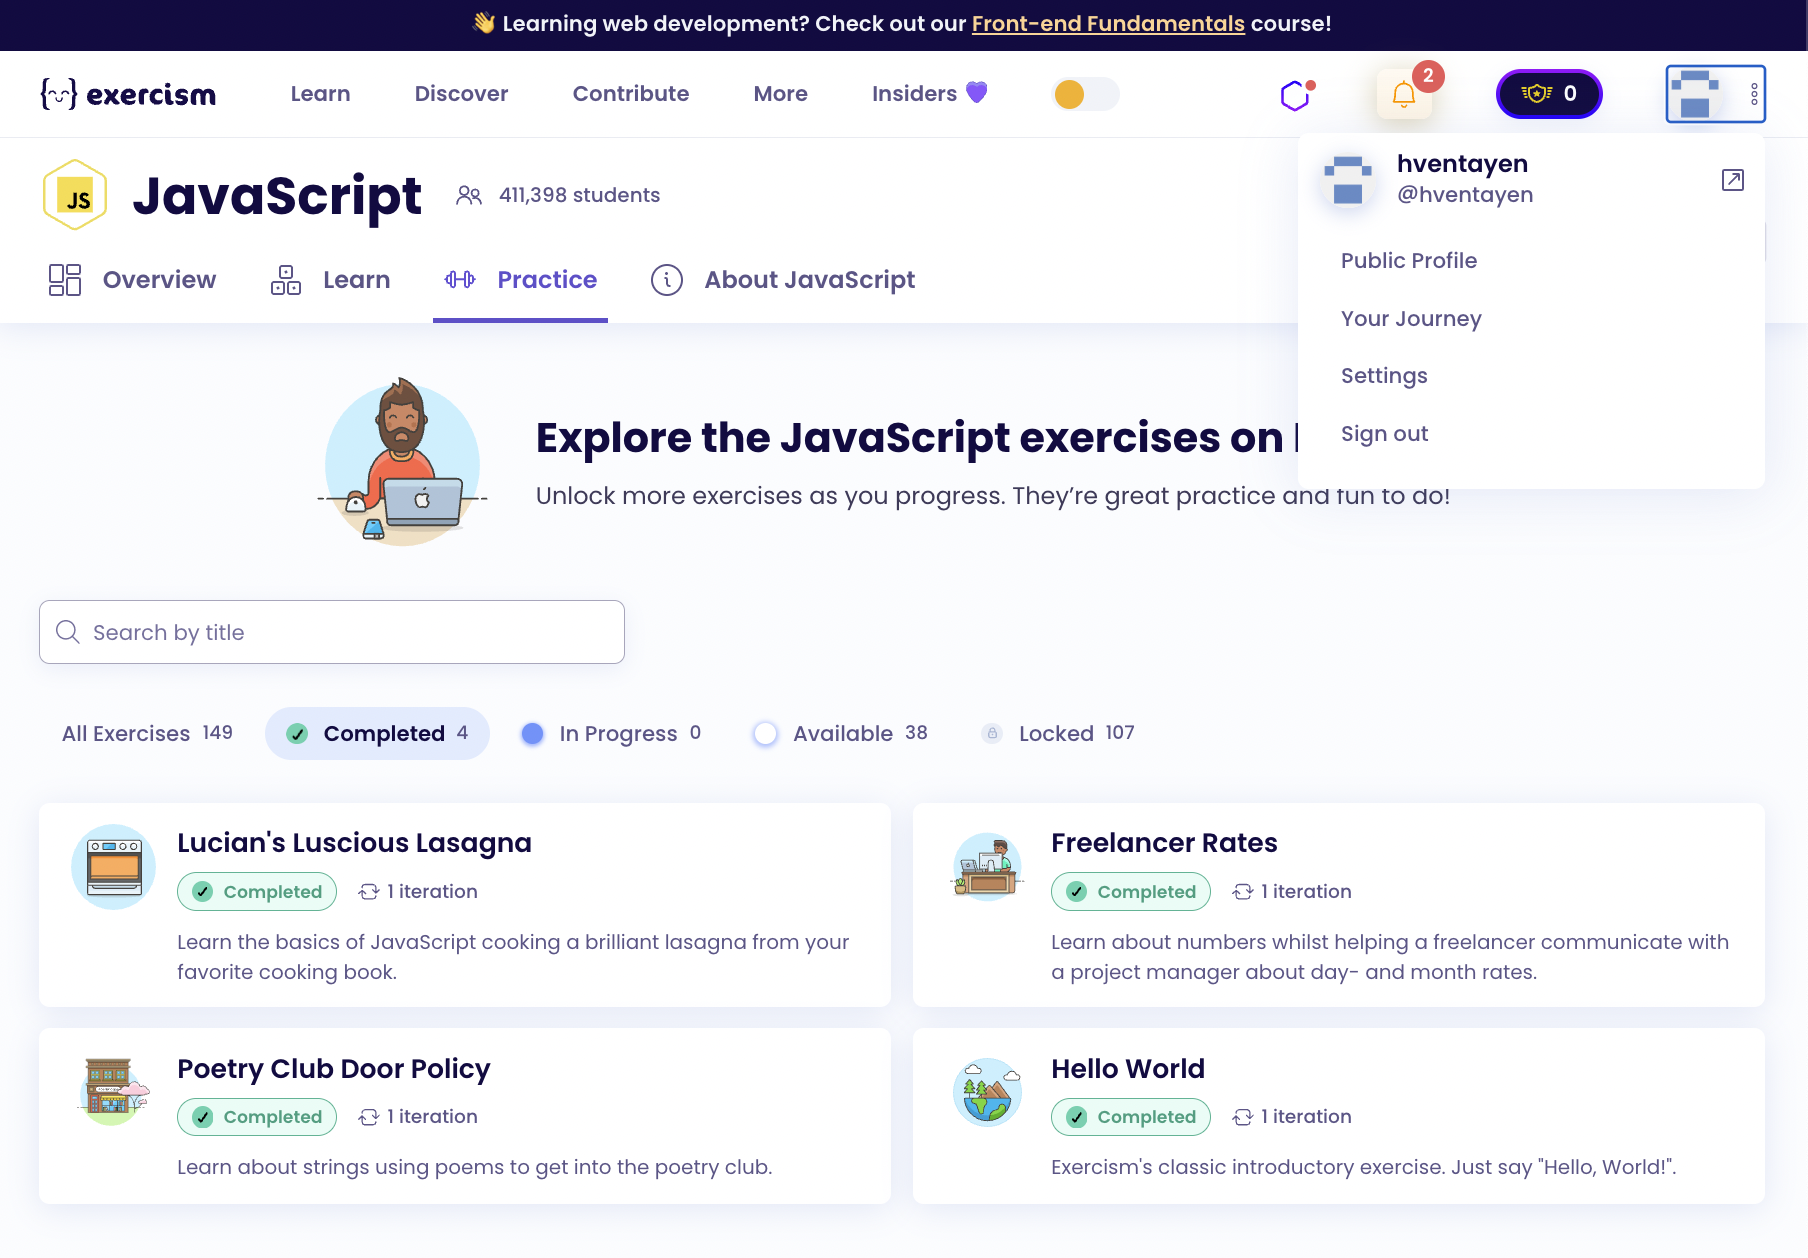 👋 Learning web development? Check out our Front-end Fundamentals course!
exercism
Learn
Discover
Contribute
More
Insiders 💜
2
0
hventayen
@hventayen
Public Profile
Your Journey
Settings
Sign out
JS
JavaScript
411,398 students
Overview
Learn
Practice
About JavaScript
Explore the JavaScript exercises on
Unlock more exercises as you progress. They’re great practice and fun to do!
Search by title
All Exercises 149
Completed 4
In Progress 0
Available 38
Locked 107
Lucian's Luscious Lasagna
Completed
1 iteration
Learn the basics of JavaScript cooking a brilliant lasagna from your
favorite cooking book.
Freelancer Rates
Completed
1 iteration
Learn about numbers whilst helping a freelancer communicate with
a project manager about day- and month rates.
Poetry Club Door Policy
Completed
1 iteration
Learn about strings using poems to get into the poetry club.
Hello World
Completed
1 iteration
Exercism's classic introductory exercise. Just say "Hello, World!".